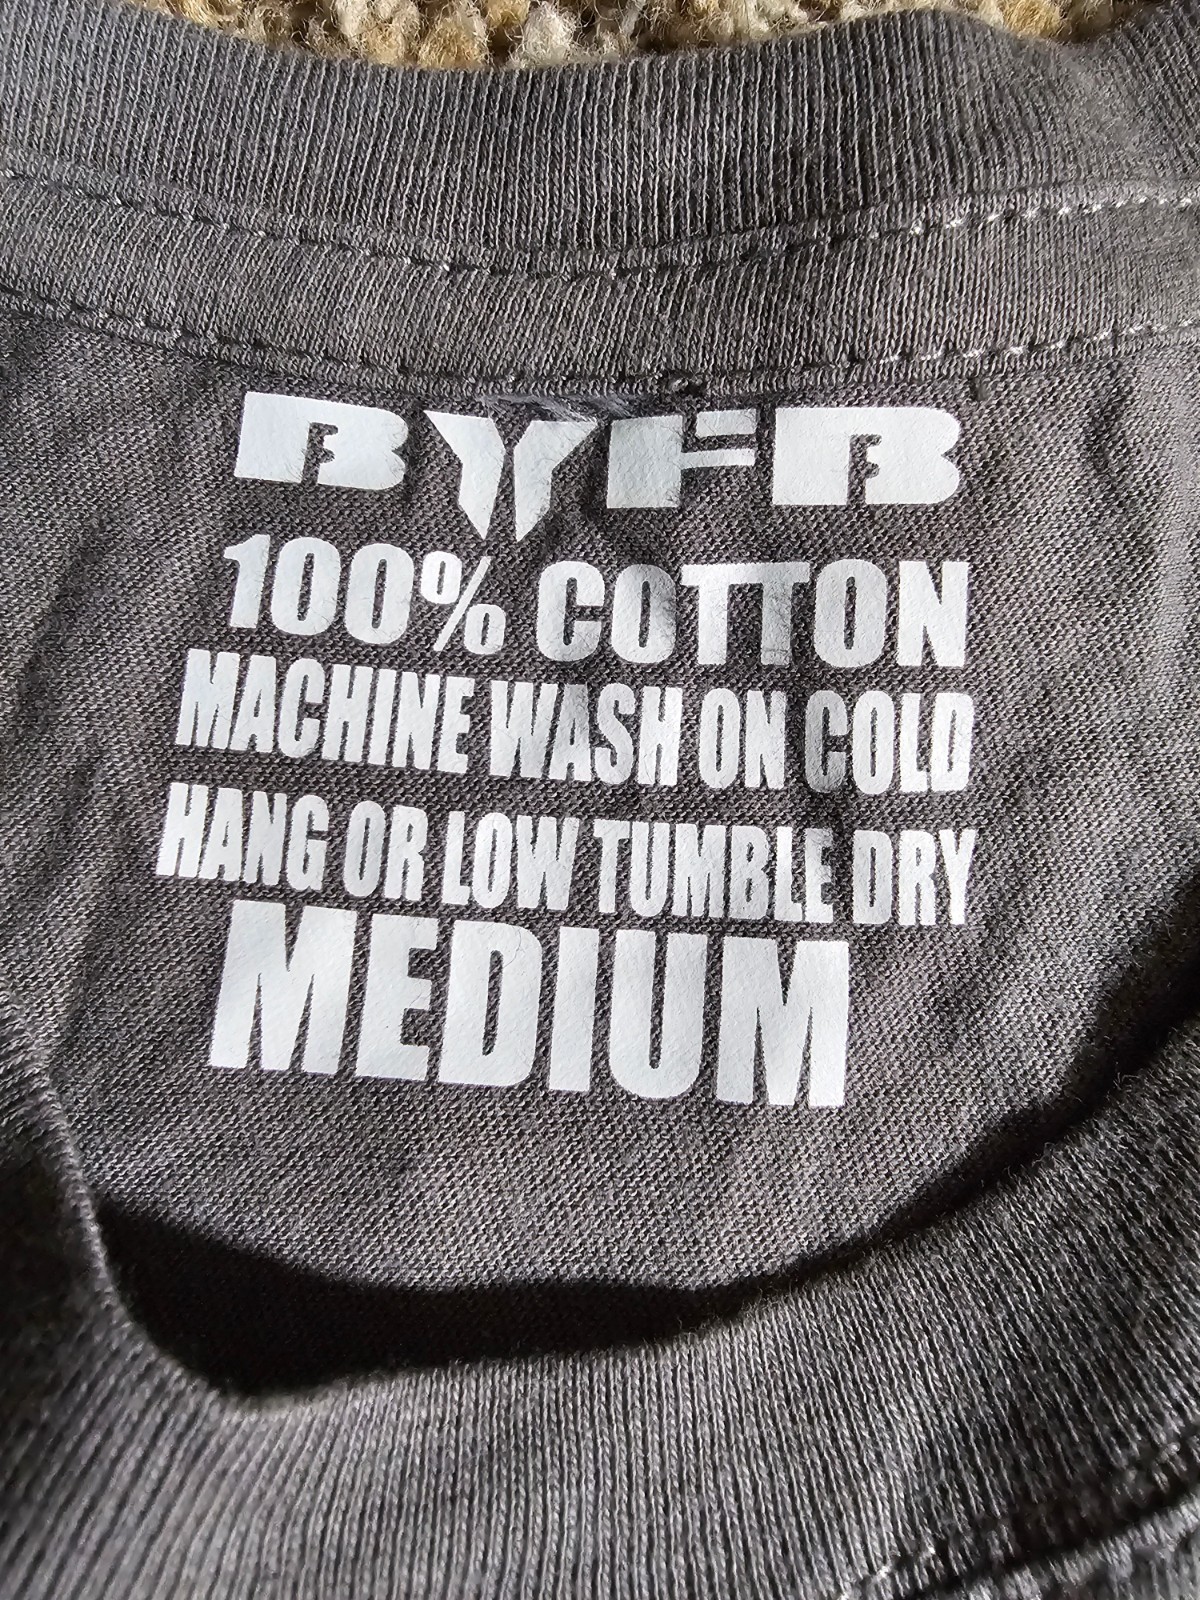 BYFB
100% COTTON
MACHINE WASH ON COLD
HANG OR LOW TUMBLE DRY
MEDIUM